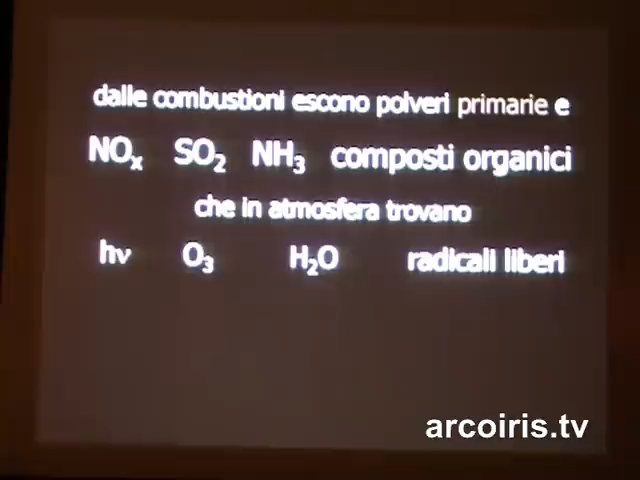 dalle combustioni escono polveri primarie e
NOx SO2 NH3 composti organici
che in atmosfera trovano
hν O3 H2O radicali liberi
arcoiris.tv